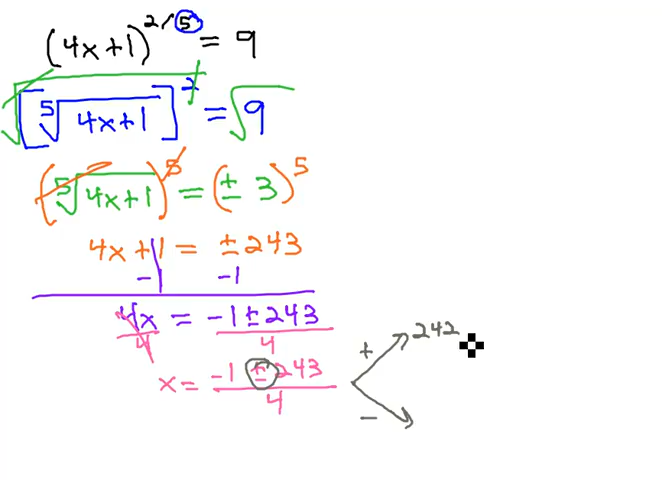 (4x+1)^2/5 = 9
√[⁵√4x+1]^2 = √9
(⁵√4x+1)^5 = (± 3)^5
4x+1 = ±243
-1 -1
4x = -1 ± 243
4 4
x = -1 ± 243
4
+ 242
−